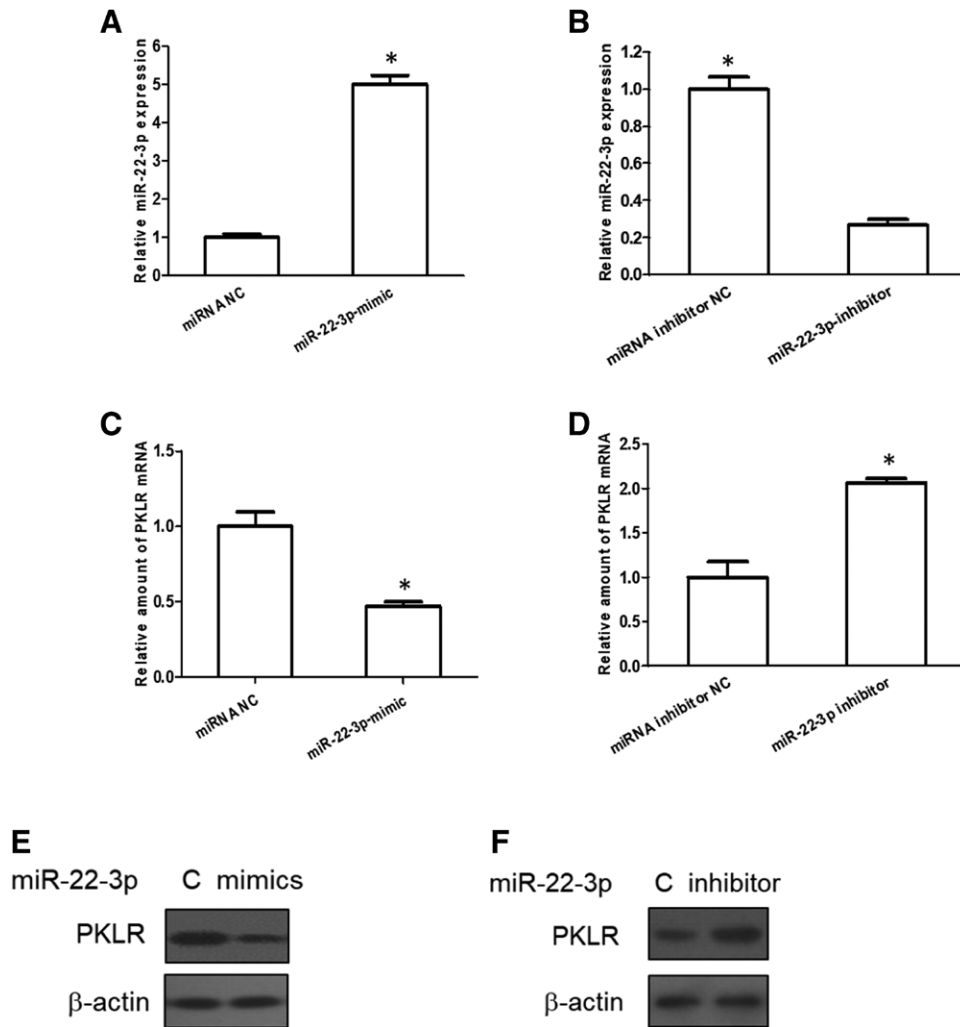 A
Relative miR-22-3p expression
6
5
4
3
2
1
0
*
miRNA NC
miR-22-3p-mimic
B
Relative miR-22-3p expression
1.2
1.0
0.8
0.6
0.4
0.2
0.0
*
miRNA inhibitor NC
miR-22-3p-inhibitor
C
Relative amount of PKLR mRNA
1.5
1.0
0.5
0.0
*
miRNA NC
miR-22-3p-mimic
D
Relative amount of PKLR mRNA
2.5
2.0
1.5
1.0
0.5
0.0
*
miRNA inhibitor NC
miR-22-3p inhibitor
E
miR-22-3p C mimics
PKLR
β-actin
F
miR-22-3p C inhibitor
PKLR
β-actin